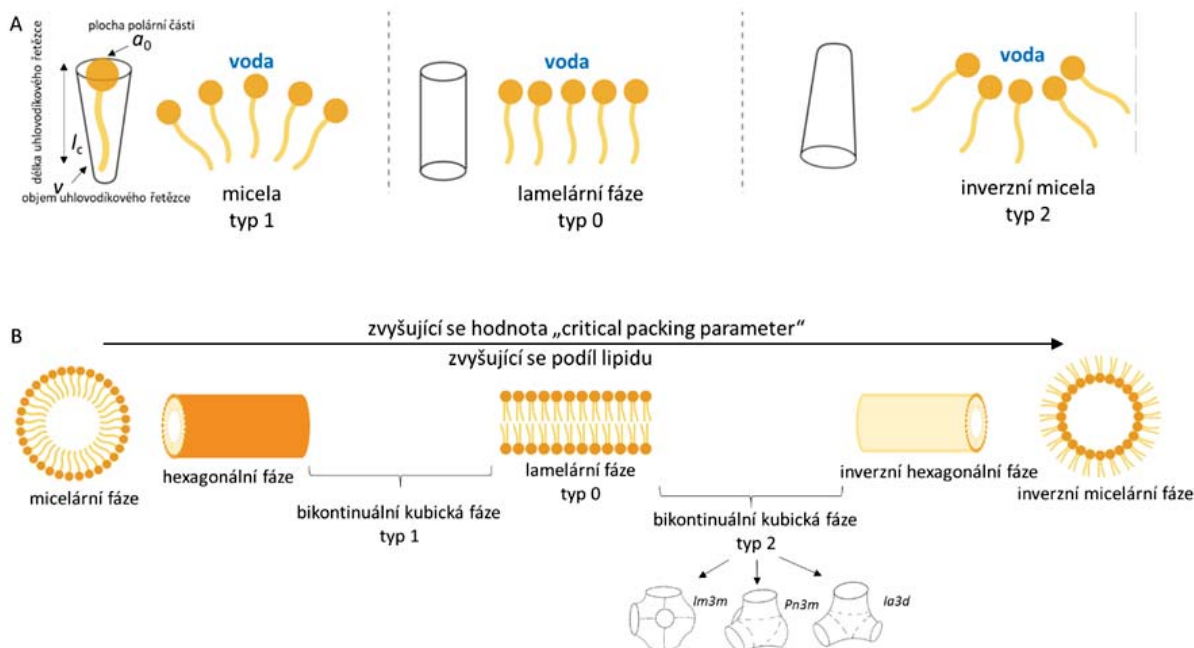 A
plocha polární části
a0
délka uhlovodíkového řetězce
lc
v
objem uhlovodíkového řetězce
voda
micela
typ 1
voda
lamelární fáze
typ 0
voda
inverzní micela
typ 2
B
zvyšující se hodnota „critical packing parameter“
zvyšující se podíl lipidu
micelární fáze
hexagonální fáze
bikontinuální kubická fáze
typ 1
lamelární fáze
typ 0
bikontinuální kubická fáze
typ 2
Im3m
Pn3m
Ia3d
inverzní hexagonální fáze
inverzní micelární fáze